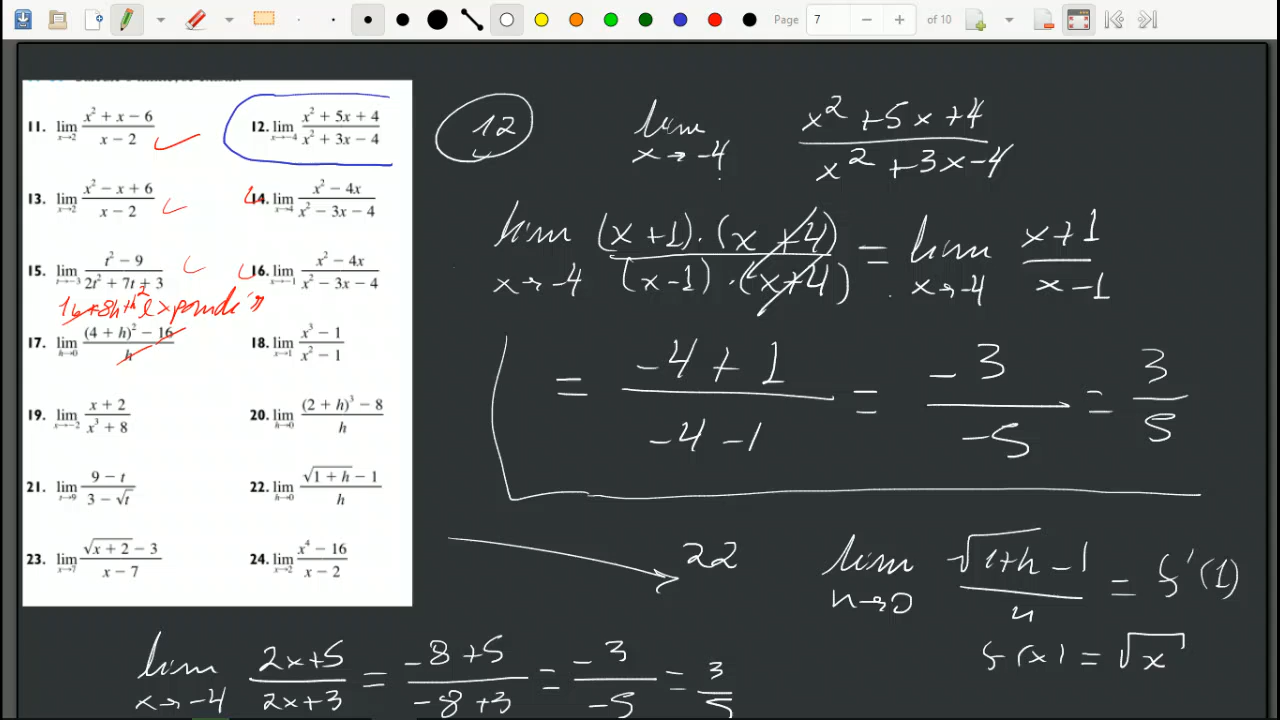 Page 7 of 10
11. lim x→2 (x² + x − 6)/(x − 2)
12. lim x→−4 (x² + 5x + 4)/(x² + 3x − 4)
13. lim x→2 (x² − x + 6)/(x − 2)
14. lim x→4 (x² − 4x)/(x² − 3x − 4)
15. lim t→−3 (t² − 9)/(2t² + 7t + 3)
16. lim x→−1 (x² − 4x)/(x² − 3x − 4)
16+8h+h²
17. lim h→0 ((4 + h)² − 16)/h
18. lim x→1 (x³ − 1)/(x² − 1)
19. lim x→−2 (x + 2)/(x³ + 8)
20. lim h→0 ((2 + h)³ − 8)/h
21. lim t→9 (9 − t)/(3 − √t)
22. lim h→0 (√(1 + h) − 1)/h
23. lim x→7 (√(x + 2) − 3)/(x − 7)
24. lim x→2 (x⁴ − 16)/(x − 2)
12 lim x→−4 (x² + 5x + 4)/(x² + 3x − 4)
lim x→−4 ((x + 1)·(x + 4))/((x − 1)·(x + 4)) = lim x→−4 (x + 1)/(x − 1)
= (−4 + 1)/(−4 − 1) = −3/−5 = 3/5
22 lim h→0 (√(1+h) − 1)/h = f'(1)
f(x) = √x
lim x→−4 (2x+5)/(2x+3) = (−8+5)/(−8+3) = −3/−5 = 3/5